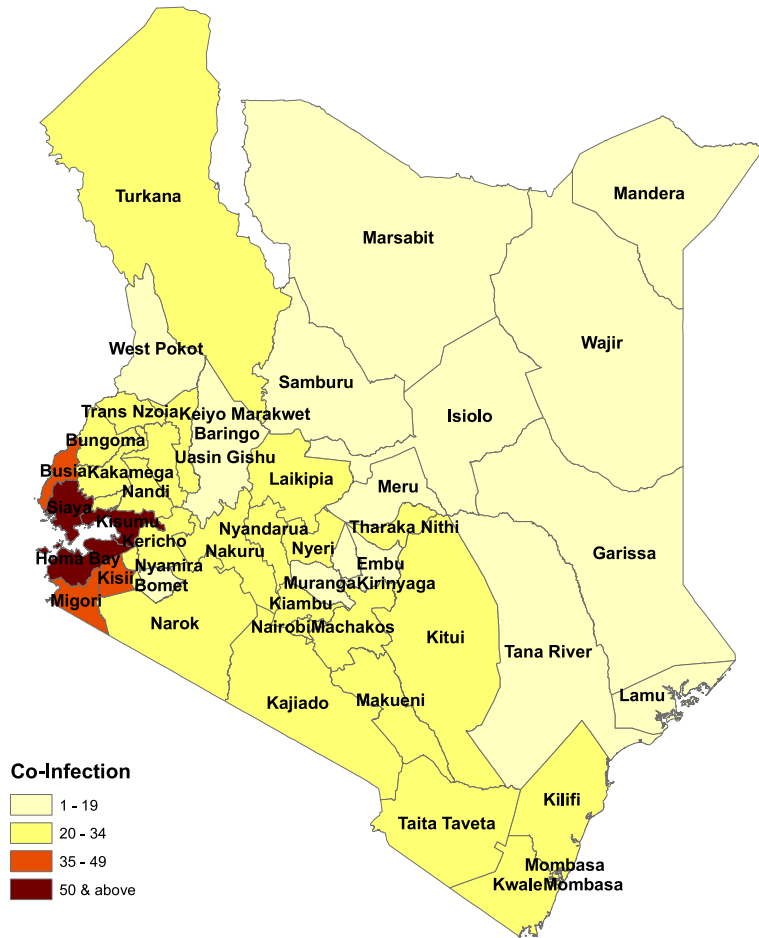 Mandera
Turkana
Marsabit
Wajir
West Pokot
Samburu
Isiolo
Trans Nzoia
Keiyo Marakwet
Baringo
Bungoma
Uasin Gishu
Busia
Kakamega
Laikipia
Meru
Nandi
Siaya
Kisumu
Nyandarua
Tharaka Nithi
Kericho
Nakuru
Nyeri
Garissa
Homa Bay
Nyamira
Embu
Kisii
Bomet
Muranga
Kirinyaga
Migori
Kiambu
Narok
Nairobi
Machakos
Kitui
Tana River
Kajiado
Makueni
Lamu
Kilifi
Taita Taveta
Mombasa
Kwale
Mombasa
Co-Infection
1 - 19
20 - 34
35 - 49
50 & above